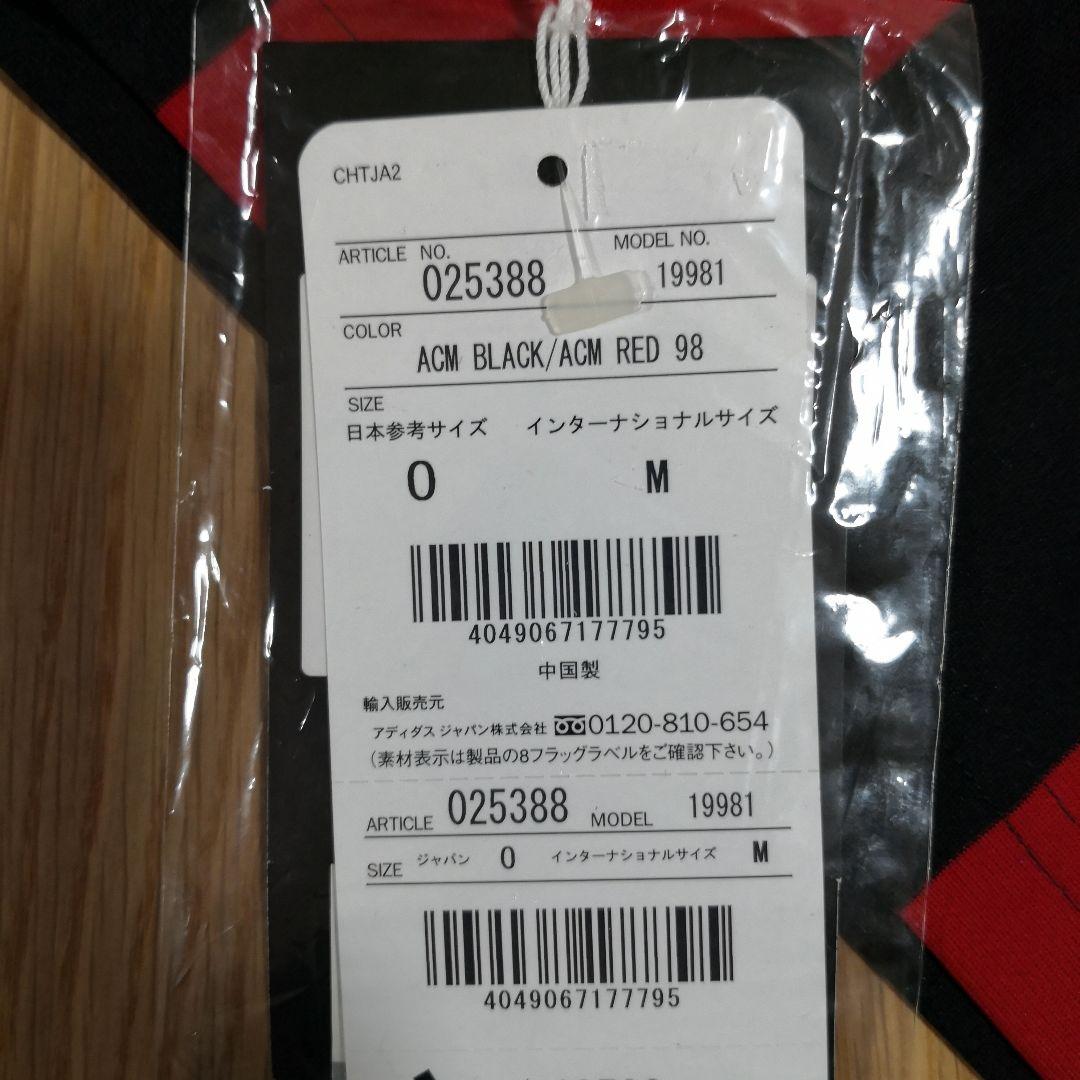 CHTJA2
ARTICLE NO. 025388 MODEL NO. 19981
COLOR
ACM BLACK/ACM RED 98
SIZE
日本参考サイズ インターナショナルサイズ
O M
4049067177795
中国製
輸入販売元
アディダス ジャパン株式会社 0120-810-654
(素材表示は製品の8フラッグラベルをご確認下さい。)
ARTICLE 025388 MODEL 19981
SIZE ジャパン O インターナショナルサイズ M
4049067177795